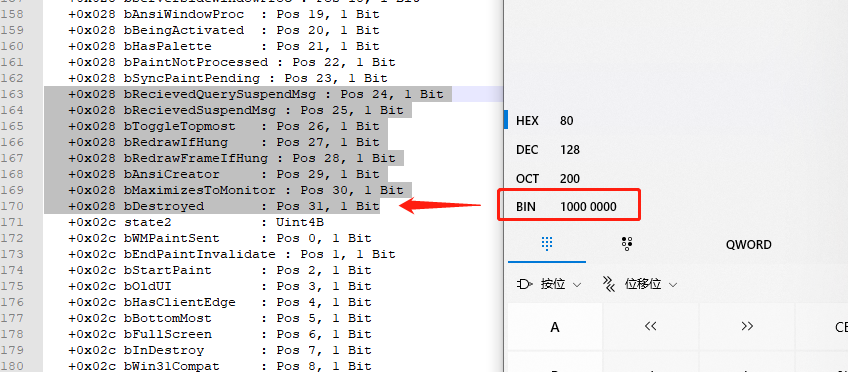 157 +0x028 bServerSideWindowProc : Pos 18, 1 Bit
158 +0x028 bAnsiWindowProc : Pos 19, 1 Bit
159 +0x028 bBeingActivated : Pos 20, 1 Bit
160 +0x028 bHasPalette : Pos 21, 1 Bit
161 +0x028 bPaintNotProcessed : Pos 22, 1 Bit
162 +0x028 bSyncPaintPending : Pos 23, 1 Bit
163 +0x028 bRecievedQuerySuspendMsg : Pos 24, 1 Bit
164 +0x028 bRecievedSuspendMsg : Pos 25, 1 Bit
165 +0x028 bToggleTopmost : Pos 26, 1 Bit
166 +0x028 bRedrawIfHung : Pos 27, 1 Bit
167 +0x028 bRedrawFrameIfHung : Pos 28, 1 Bit
168 +0x028 bAnsiCreator : Pos 29, 1 Bit
169 +0x028 bMaximizesToMonitor : Pos 30, 1 Bit
170 +0x028 bDestroyed : Pos 31, 1 Bit
171 +0x02c state2 : Uint4B
172 +0x02c bWMPaintSent : Pos 0, 1 Bit
173 +0x02c bEndPaintInvalidate : Pos 1, 1 Bit
174 +0x02c bStartPaint : Pos 2, 1 Bit
175 +0x02c bOldUI : Pos 3, 1 Bit
176 +0x02c bHasClientEdge : Pos 4, 1 Bit
177 +0x02c bBottomMost : Pos 5, 1 Bit
178 +0x02c bFullScreen : Pos 6, 1 Bit
179 +0x02c bInDestroy : Pos 7, 1 Bit
180 +0x02c bWin31Compat : Pos 8, 1 Bit
HEX 80
DEC 128
OCT 200
BIN 1000 0000
QWORD
按位
位移位
A << >> CE